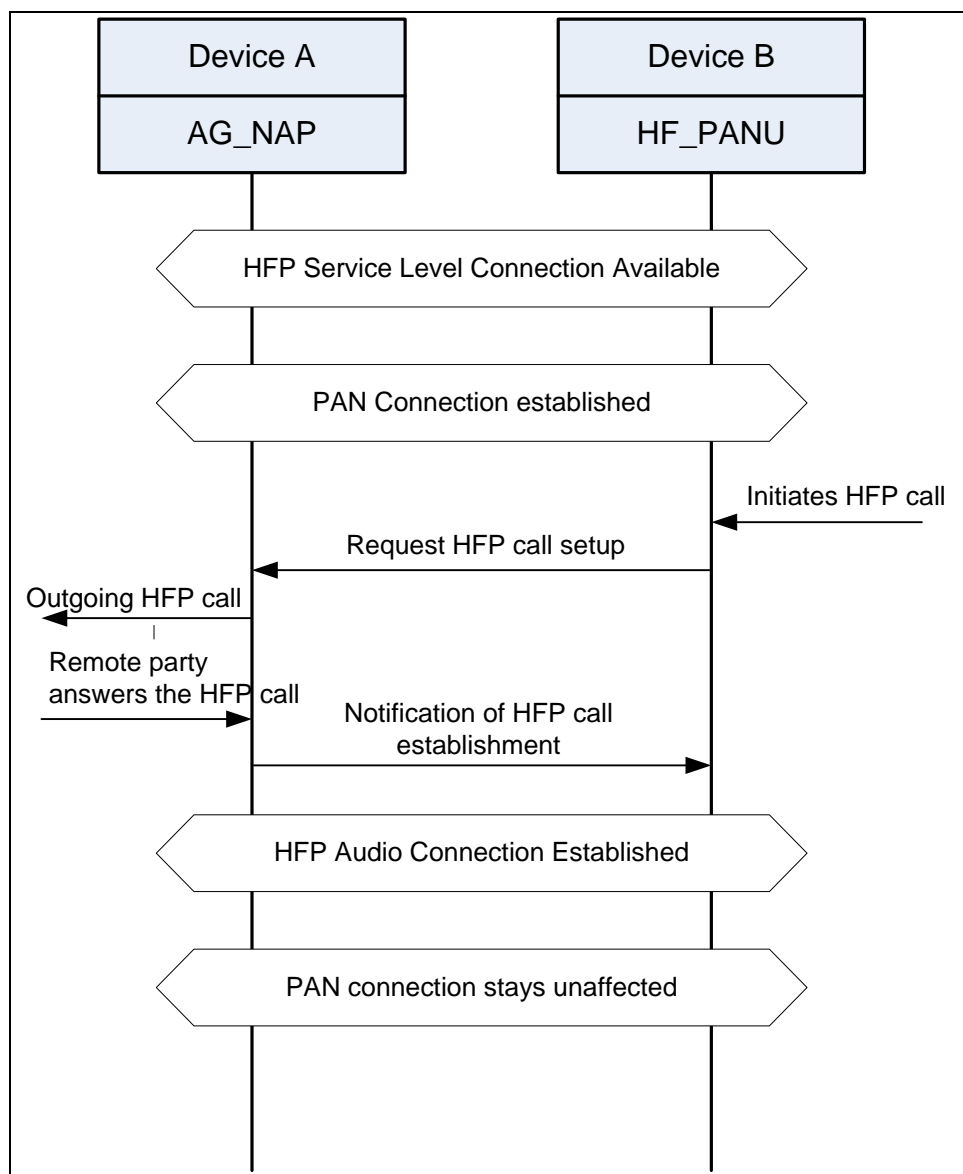 Device A
Device B
AG_NAP
HF_PANU
HFP Service Level Connection Available
PAN Connection established
Initiates HFP call
Request HFP call setup
Outgoing HFP call
Remote party
answers the HFP call
Notification of HFP call
establishment
HFP Audio Connection Established
PAN connection stays unaffected